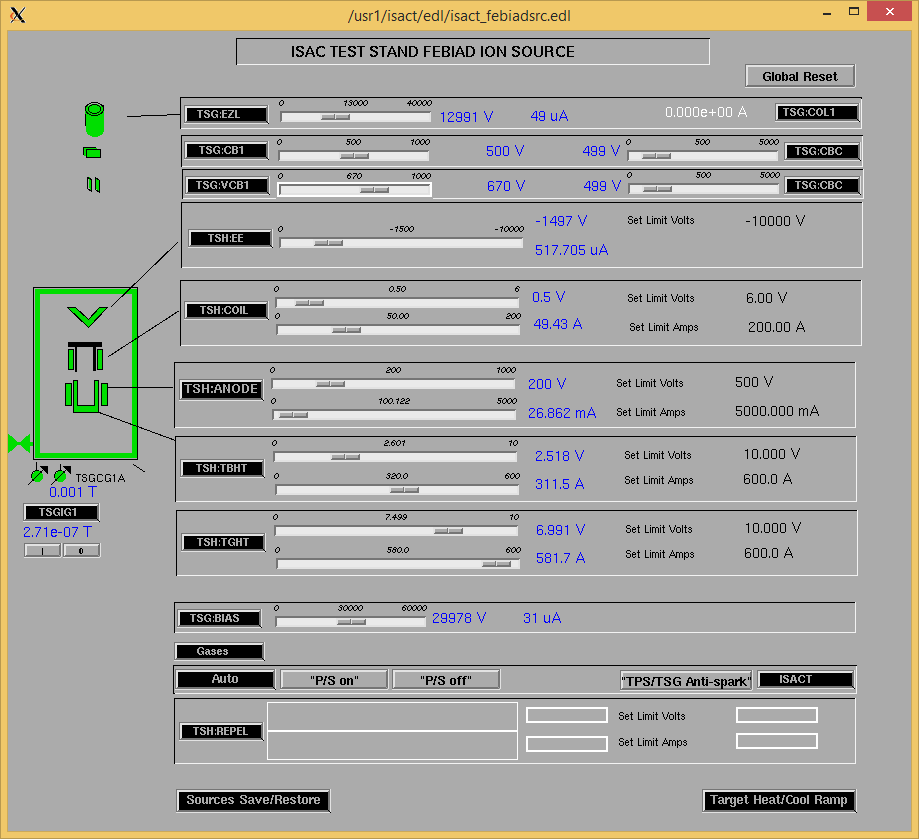 /usr1/isact/edl/isact_febiadsrc.edl
ISAC TEST STAND FEBIAD ION SOURCE
Global Reset
TSG:EZL 0 13000 40000 12991 V 49 uA 0.000e+00 A TSG:COL1
TSG:CB1 0 500 1000 500 V 499 V 0 500 5000 TSG:CBC
TSG:VCB1 0 670 1000 670 V 499 V 0 500 5000 TSG:CBC
TSH:EE 0 -1500 -10000 -1497 V Set Limit Volts -10000 V
517.705 uA
TSH:COIL 0 0.50 6 0.5 V Set Limit Volts 6.00 V
0 50.00 200 49.43 A Set Limit Amps 200.00 A
TSH:ANODE 0 200 1000 200 V Set Limit Volts 500 V
0 100.122 5000 26.862 mA Set Limit Amps 5000.000 mA
TSH:TBHT 0 2.601 10 2.518 V Set Limit Volts 10.000 V
0 320.0 600 311.5 A Set Limit Amps 600.0 A
TSGCG1A
0.001 T
TSGIG1
2.71e-07 T
I 0
TSH:TGHT 0 7.499 10 6.991 V Set Limit Volts 10.000 V
0 580.0 600 581.7 A Set Limit Amps 600.0 A
TSG:BIAS 0 30000 60000 29978 V 31 uA
Gases
Auto "P/S on" "P/S off" "TPS/TSG Anti-spark" ISACT
TSH:REPEL Set Limit Volts
Set Limit Amps
Sources Save/Restore Target Heat/Cool Ramp